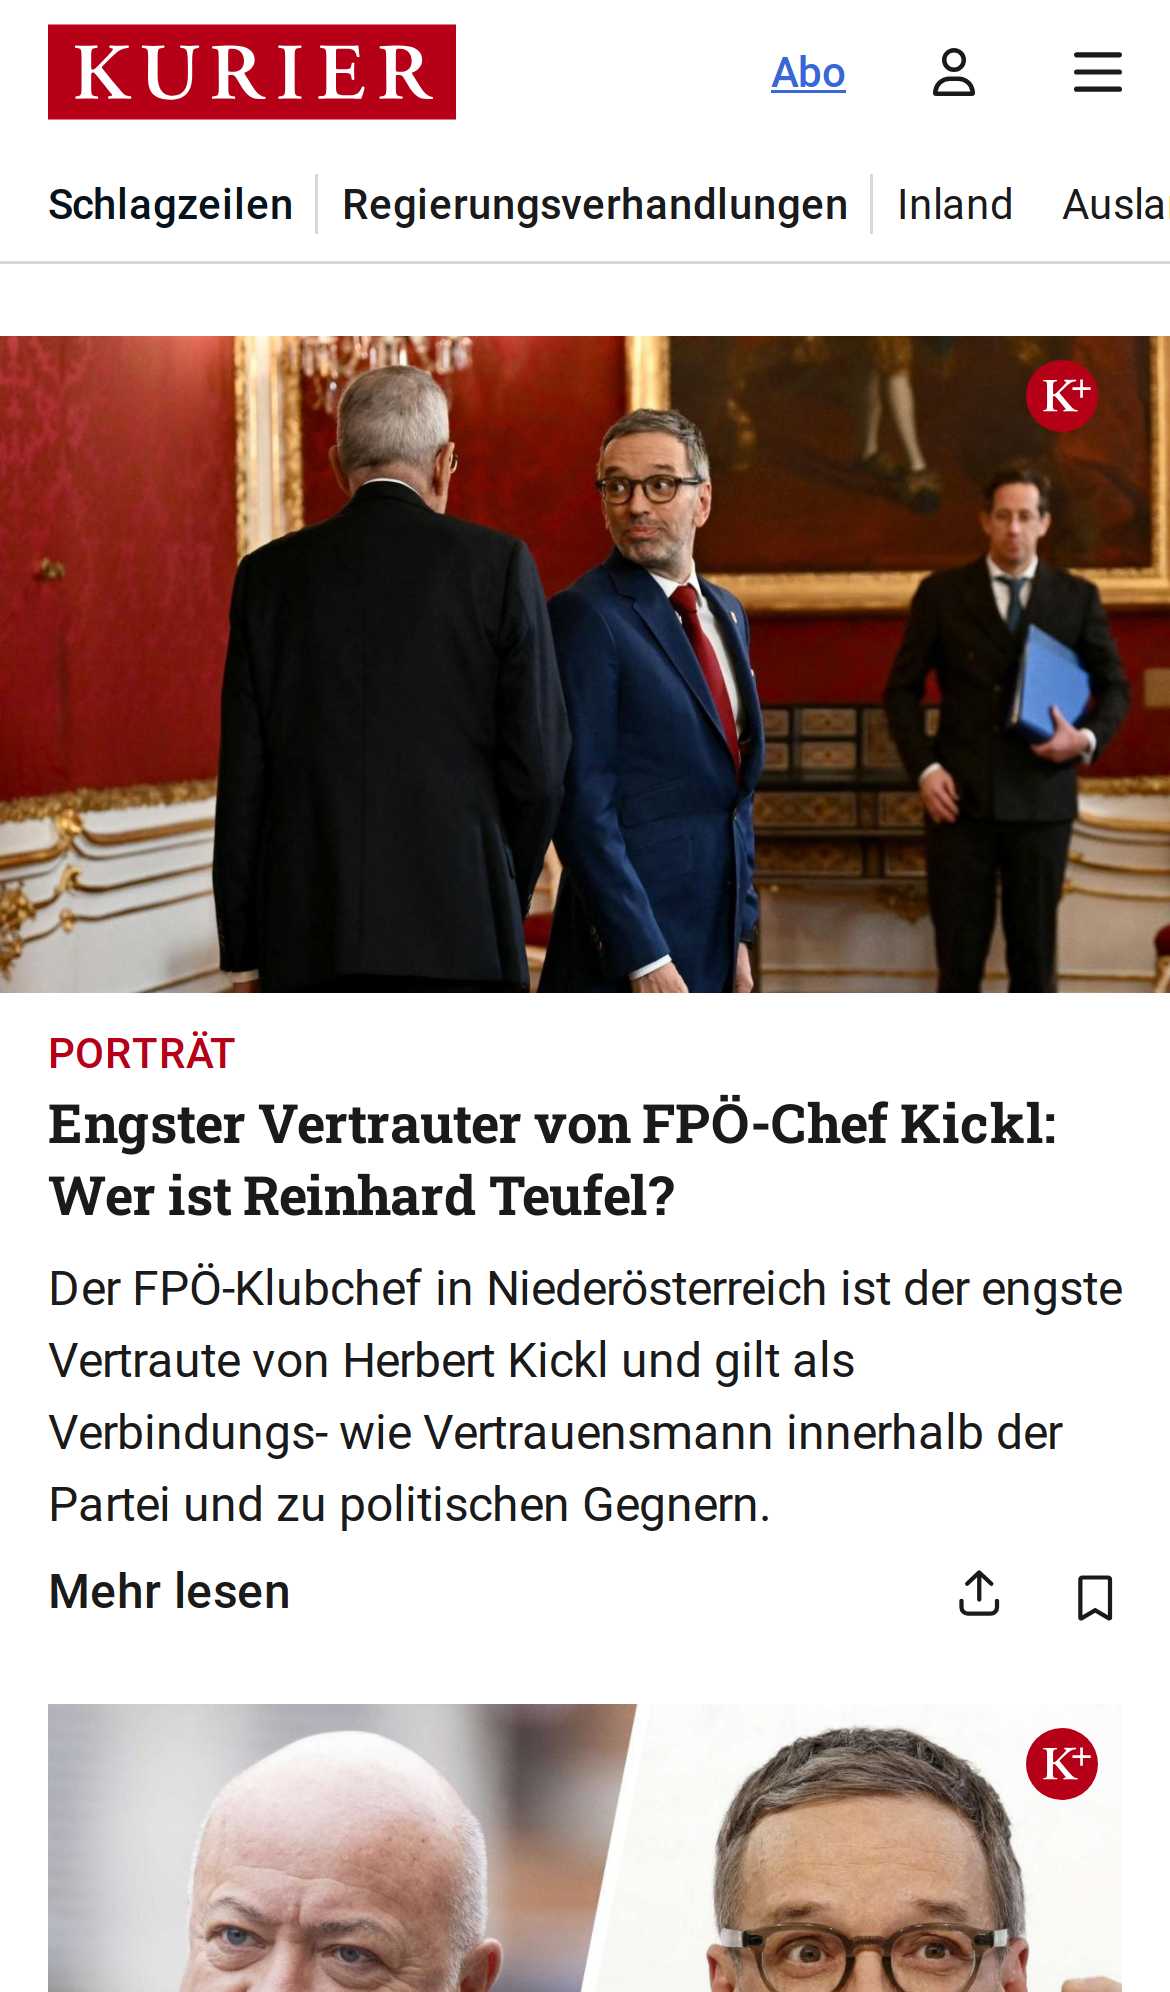 KURIER
Abo
Schlagzeilen
Regierungsverhandlungen
Inland
K+
PORTRÄT
Engster Vertrauter von FPÖ-Chef Kickl:
Wer ist Reinhard Teufel?
Der FPÖ-Klubchef in Niederösterreich ist der engste
Vertraute von Herbert Kickl und gilt als
Verbindungs- wie Vertrauensmann innerhalb der
Partei und zu politischen Gegnern.
Mehr lesen
K+